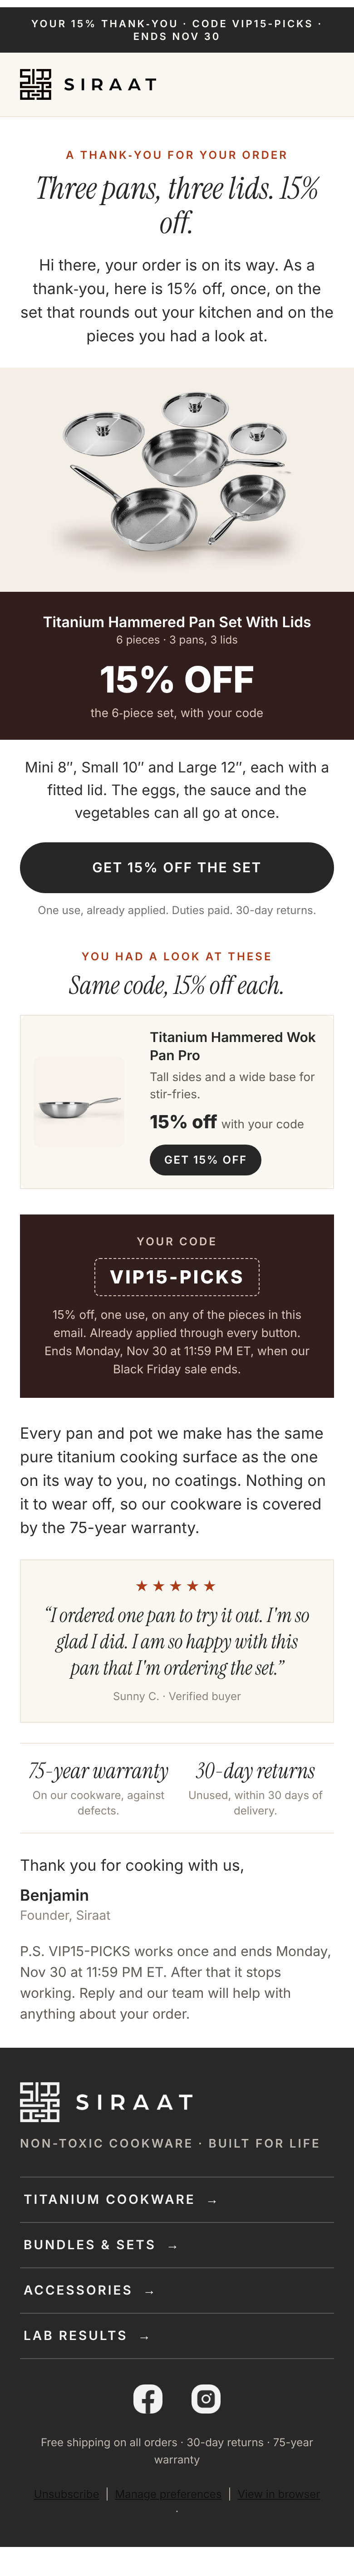 YOUR 15% THANK-YOU · CODE VIP15-PICKS ·
ENDS NOV 30
SIRAAT
A THANK-YOU FOR YOUR ORDER
Three pans, three lids. 15%
off.
Hi there, your order is on its way. As a
thank-you, here is 15% off, once, on the
set that rounds out your kitchen and on the
pieces you had a look at.
Titanium Hammered Pan Set With Lids
6 pieces · 3 pans, 3 lids
15% OFF
the 6-piece set, with your code
Mini 8″, Small 10″ and Large 12″, each with a
fitted lid. The eggs, the sauce and the
vegetables can all go at once.
GET 15% OFF THE SET
One use, already applied. Duties paid. 30-day returns.
YOU HAD A LOOK AT THESE
Same code, 15% off each.
Titanium Hammered Wok
Pan Pro
Tall sides and a wide base for
stir-fries.
15% off with your code
GET 15% OFF
YOUR CODE
VIP15-PICKS
15% off, one use, on any of the pieces in this
email. Already applied through every button.
Ends Monday, Nov 30 at 11:59 PM ET, when our
Black Friday sale ends.
Every pan and pot we make has the same
pure titanium cooking surface as the one
on its way to you, no coatings. Nothing on
it to wear off, so our cookware is covered
by the 75-year warranty.
★★★★★
“I ordered one pan to try it out. I'm so
glad I did. I am so happy with this
pan that I'm ordering the set.”
Sunny C. · Verified buyer
75-year warranty
On our cookware, against
defects.
30-day returns
Unused, within 30 days of
delivery.
Thank you for cooking with us,
Benjamin
Founder, Siraat
P.S. VIP15-PICKS works once and ends Monday,
Nov 30 at 11:59 PM ET. After that it stops
working. Reply and our team will help with
anything about your order.
SIRAAT
NON-TOXIC COOKWARE · BUILT FOR LIFE
TITANIUM COOKWARE →
BUNDLES & SETS →
ACCESSORIES →
LAB RESULTS →
Free shipping on all orders · 30-day returns · 75-year
warranty
Unsubscribe | Manage preferences | View in browser
·